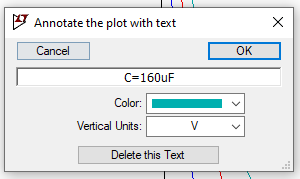 Annotate the plot with text
Cancel
OK
C=160uF
Color:
Vertical Units:
V
Delete this Text